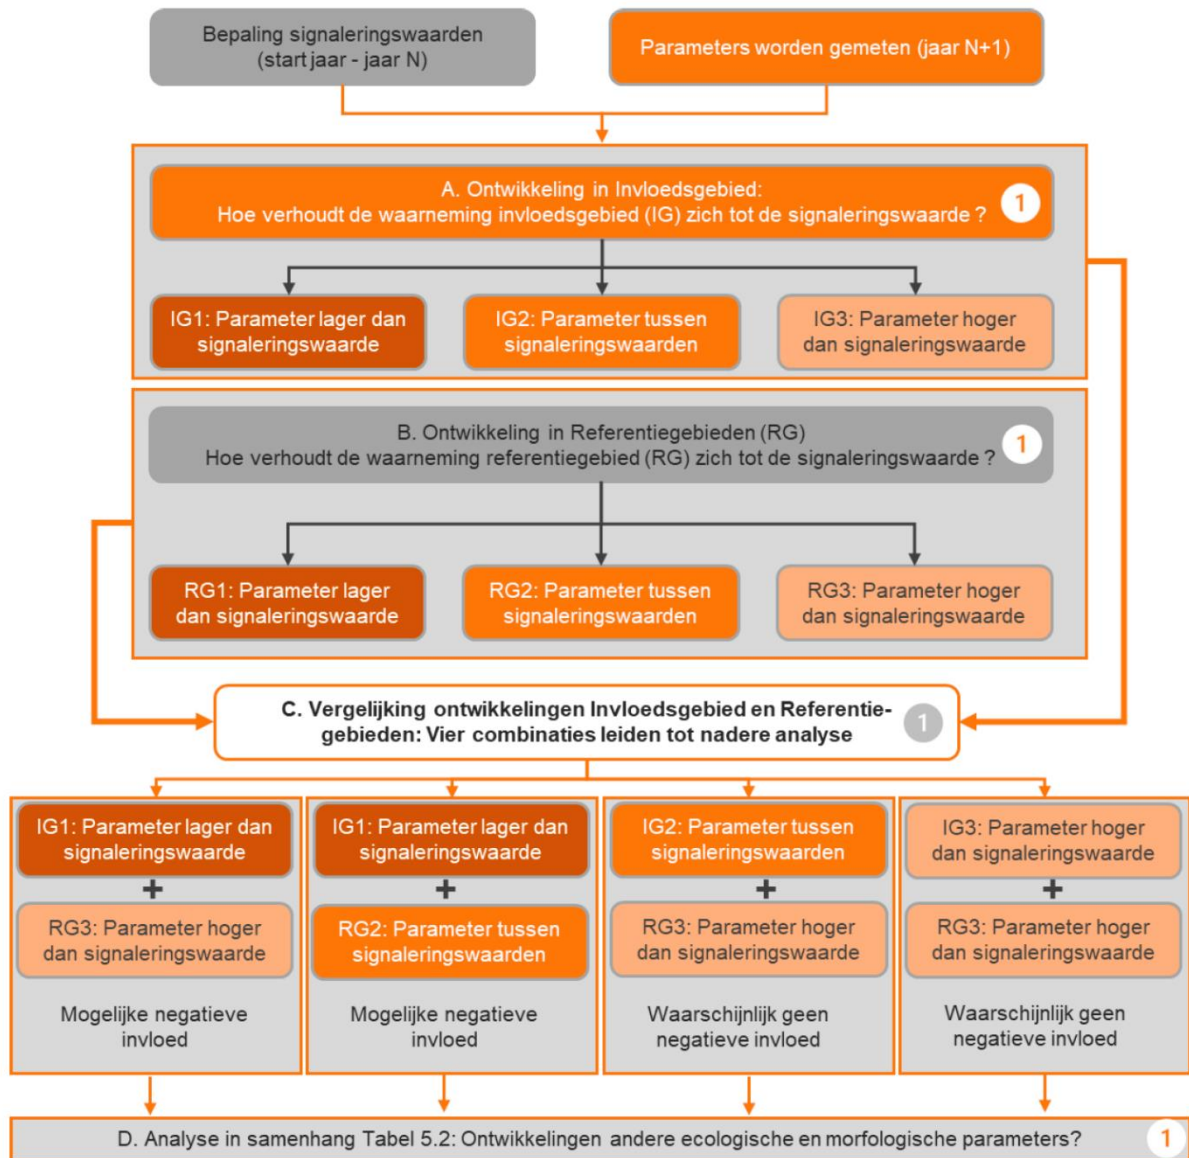 Bepaling signaleringswaarden
(start jaar - jaar N)
Parameters worden gemeten (jaar N+1)
A. Ontwikkeling in Invloedsgebied:
Hoe verhoudt de waarneming invloedsgebied (IG) zich tot de signaleringswaarde ?
1
IG1: Parameter lager dan
signaleringswaarde
IG2: Parameter tussen
signaleringswaarden
IG3: Parameter hoger
dan signaleringswaarde
B. Ontwikkeling in Referentiegebieden (RG)
Hoe verhoudt de waarneming referentiegebied (RG) zich tot de signaleringswaarde ?
1
RG1: Parameter lager
dan signaleringswaarde
RG2: Parameter tussen
signaleringswaarden
RG3: Parameter hoger
dan signaleringswaarde
C. Vergelijking ontwikkelingen Invloedsgebied en Referentie-
gebieden: Vier combinaties leiden tot nadere analyse
1
IG1: Parameter lager dan
signaleringswaarde
+
RG3: Parameter hoger
dan signaleringswaarde
Mogelijke negatieve
invloed
IG1: Parameter lager dan
signaleringswaarde
+
RG2: Parameter tussen
signaleringswaarden
Mogelijke negatieve
invloed
IG2: Parameter tussen
signaleringswaarden
+
RG3: Parameter hoger
dan signaleringswaarde
Waarschijnlijk geen
negatieve invloed
IG3: Parameter hoger
dan signaleringswaarde
+
RG3: Parameter hoger
dan signaleringswaarde
Waarschijnlijk geen
negatieve invloed
D. Analyse in samenhang Tabel 5.2: Ontwikkelingen andere ecologische en morfologische parameters?
1